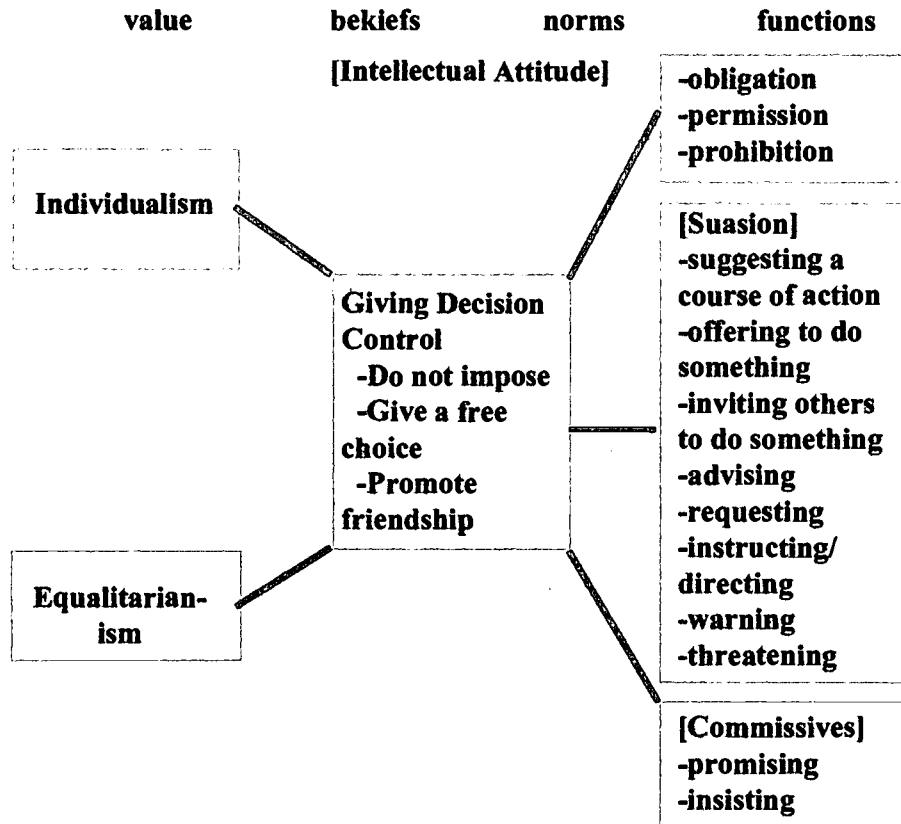 value bekiefs norms functions
[Intellectual Attitude]
-obligation
-permission
-prohibition
Individualism
[Suasion]
-suggesting a
course of action
-offering to do
something
-inviting others
to do something
-advising
-requesting
-instructing/
directing
-warning
-threatening
Giving Decision
Control
-Do not impose
-Give a free
choice
-Promote
friendship
Equalitarian-
ism
[Commissives]
-promising
-insisting